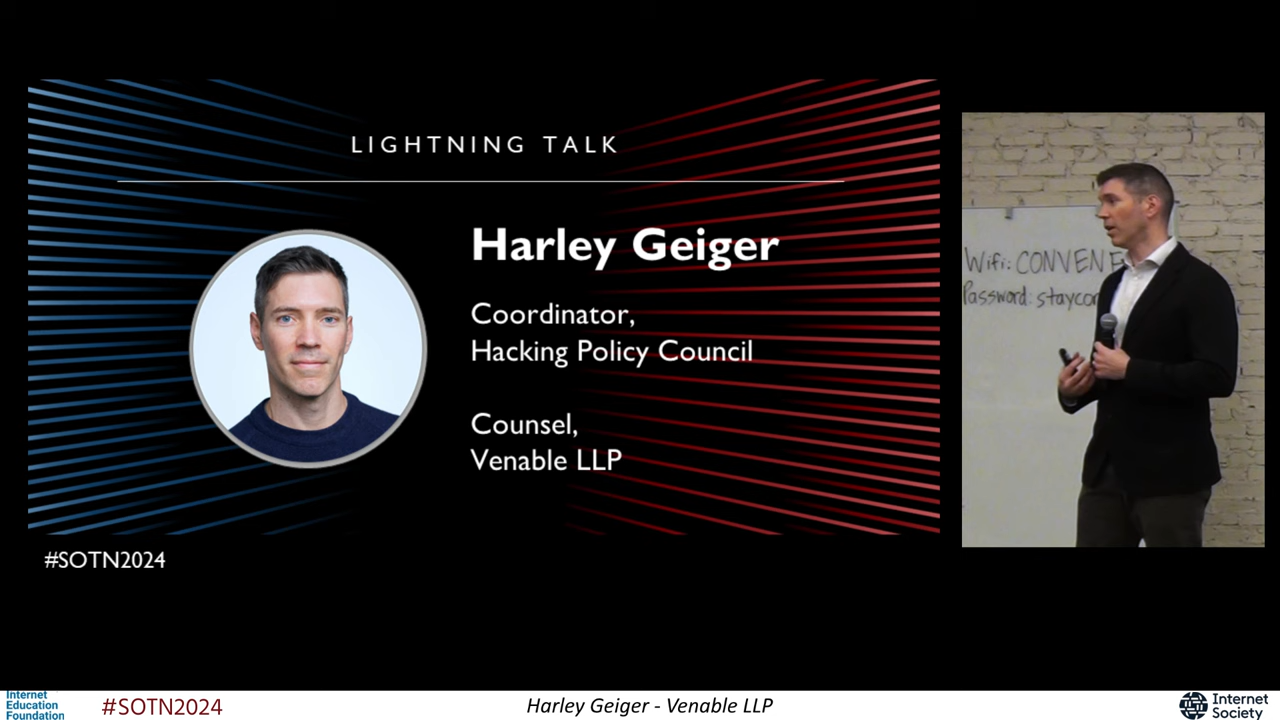 LIGHTNING TALK
Harley Geiger
Coordinator,
Hacking Policy Council
Counsel,
Venable LLP
#SOTN2024
Wifi: CONVENE
Password:
Internet
Education
Foundation
#SOTN2024
Harley Geiger - Venable LLP
Internet
Society